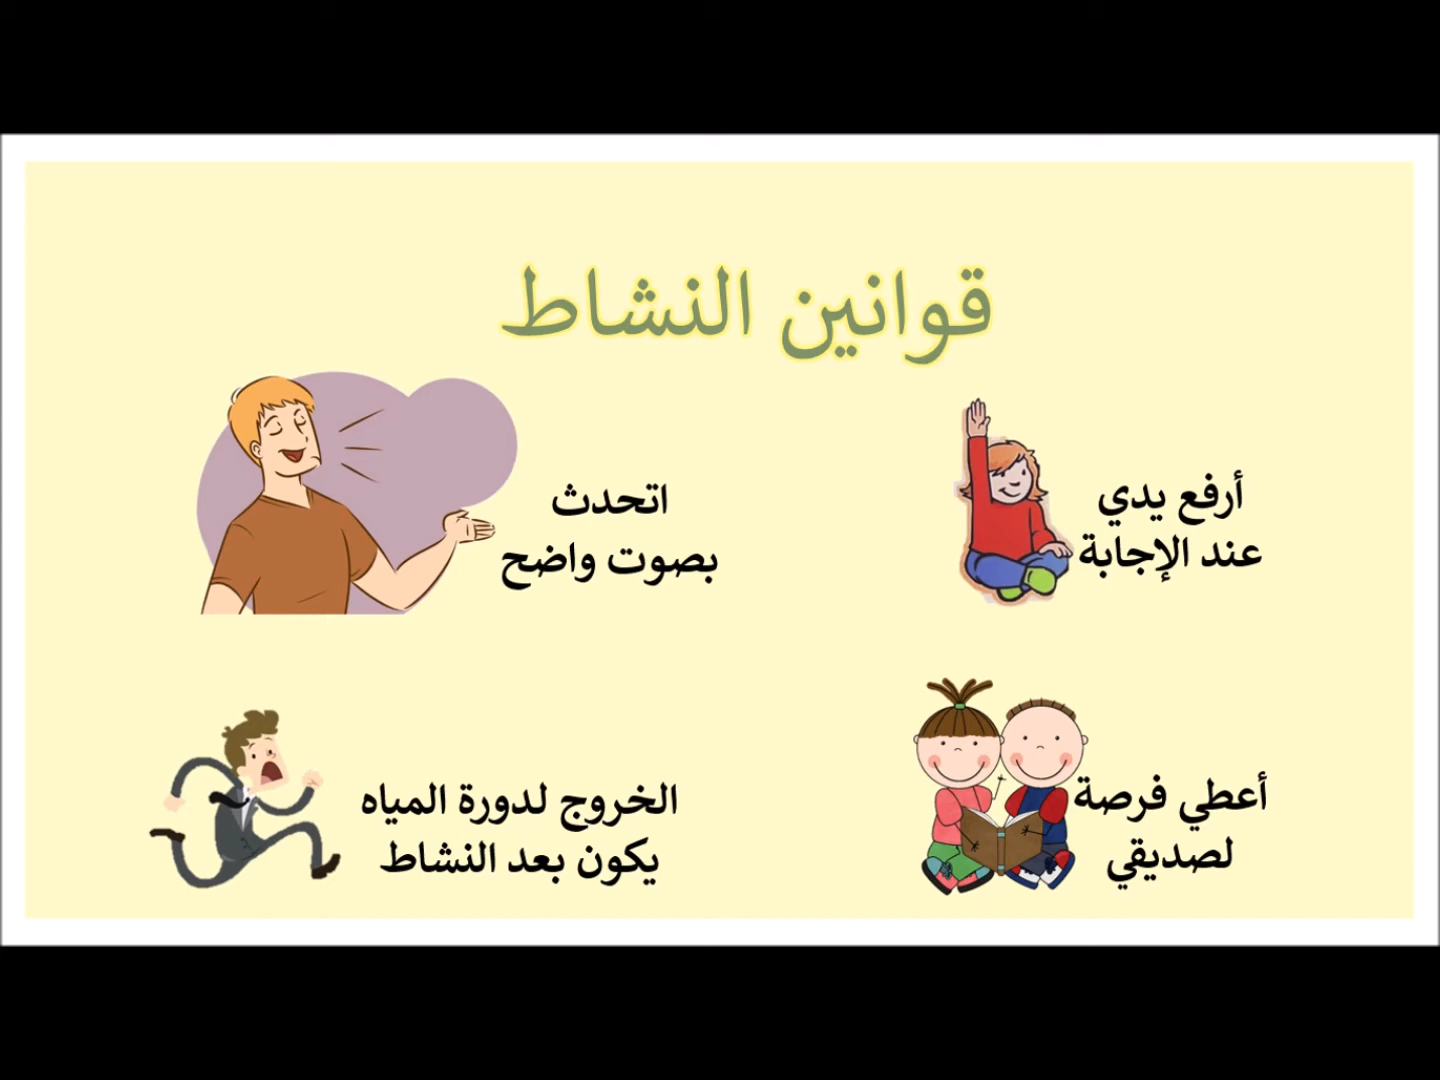 قوانين النشاط
أرفع يدي
عند الإجابة
اتحدث
بصوت واضح
أعطي فرصة
لصديقي
الخروج لدورة المياه
يكون بعد النشاط